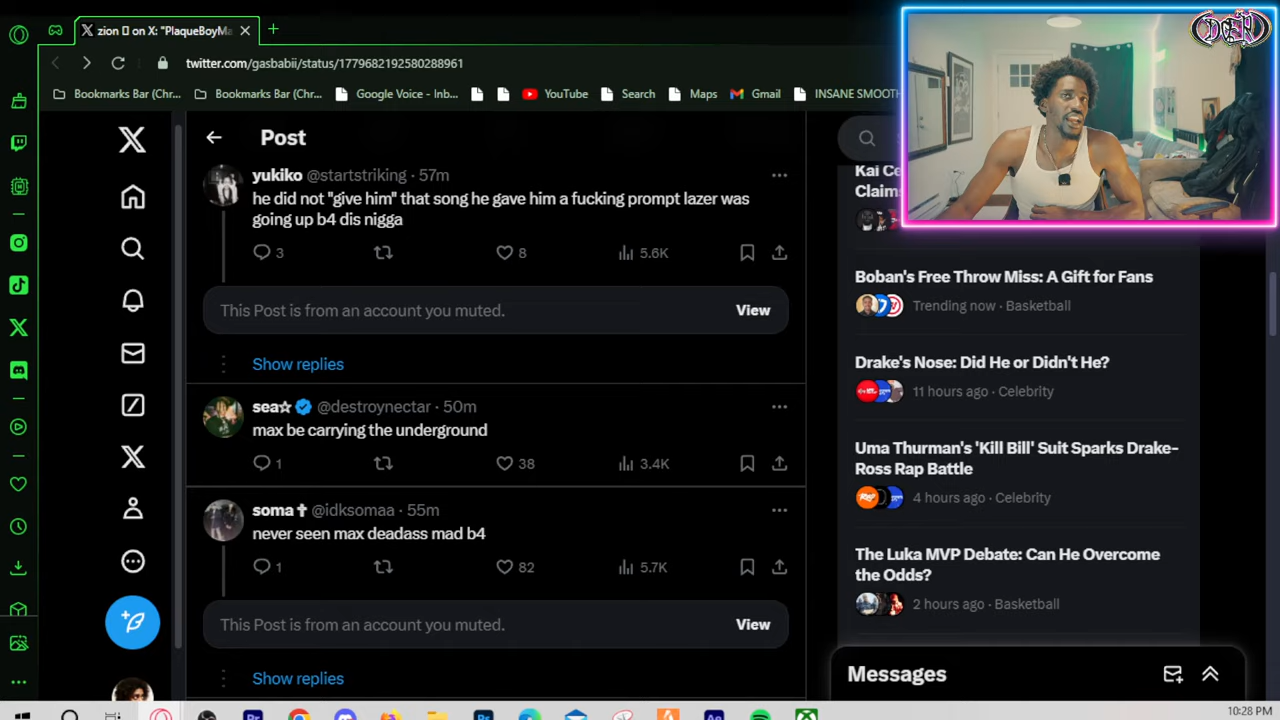 zion on X: "PlaqueBoyMa
twitter.com/gasbabii/status/1779682192580288961
Bookmarks Bar (Chr...
Bookmarks Bar (Chr...
Google Voice - Inb...
YouTube
Search
Maps
Gmail
INSANE SMOOTH
Post
yukiko @startstriking · 57m
he did not "give him" that song he gave him a fucking prompt lazer was
going up b4 dis nigga
3
8
5.6K
This Post is from an account you muted.
View
Show replies
sea☆ @destroynectar · 50m
max be carrying the underground
1
38
3.4K
soma✝ @idksomaa · 55m
never seen max deadass mad b4
1
82
5.7K
This Post is from an account you muted.
View
Show replies
Kai Ce
Claims
Boban's Free Throw Miss: A Gift for Fans
Trending now · Basketball
Drake's Nose: Did He or Didn't He?
11 hours ago · Celebrity
Uma Thurman's 'Kill Bill' Suit Sparks Drake-
Ross Rap Battle
4 hours ago · Celebrity
The Luka MVP Debate: Can He Overcome
the Odds?
2 hours ago · Basketball
Messages
10:28 PM